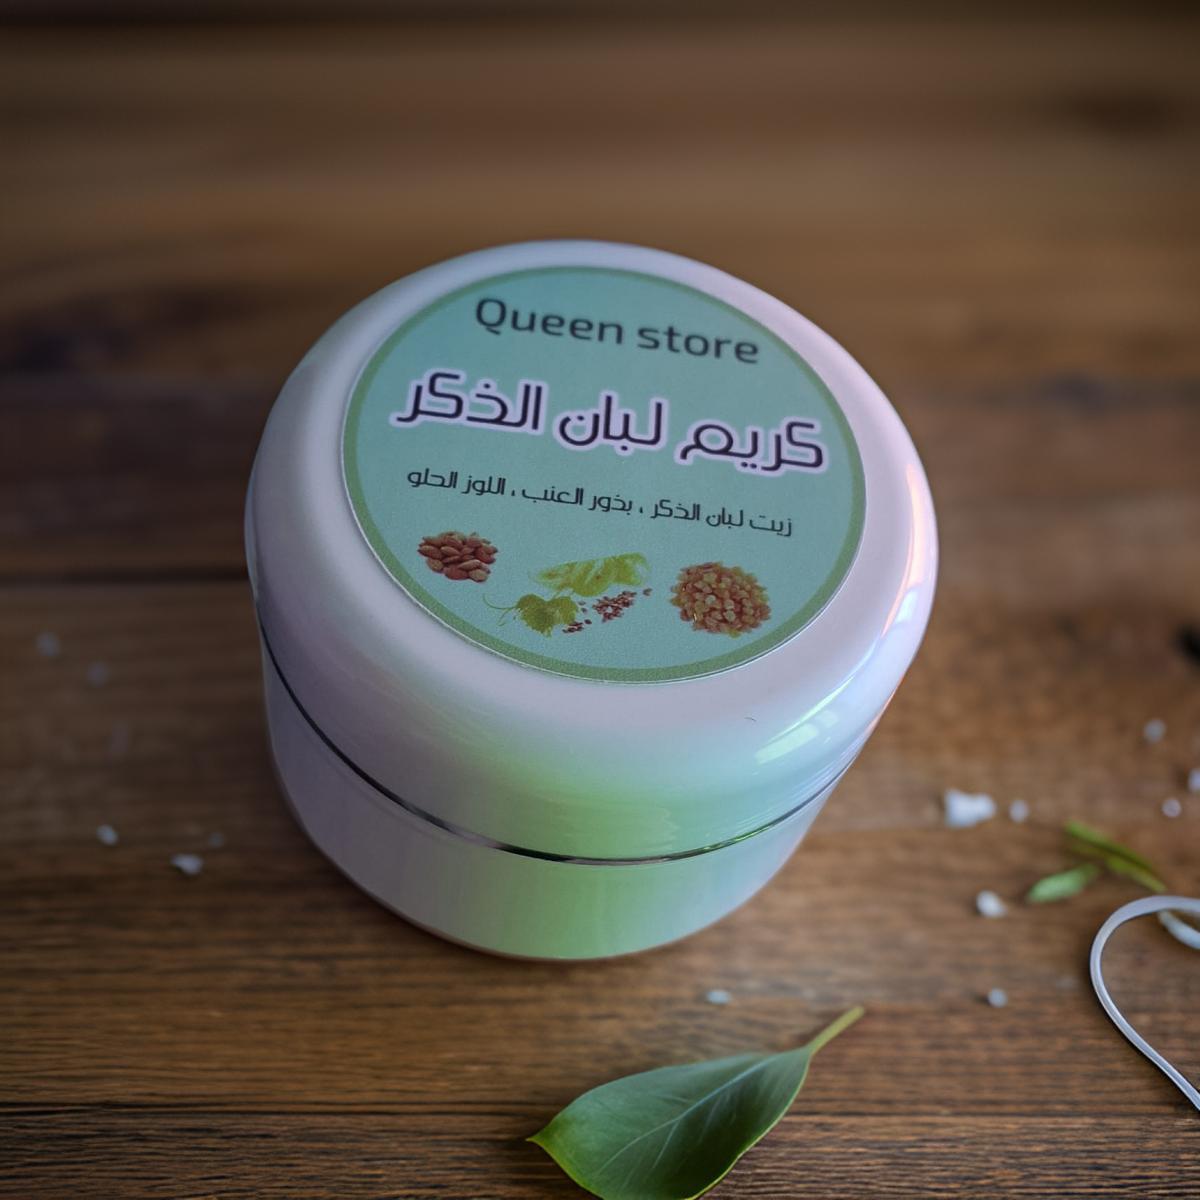 Queen store
كريم لبان الذكر
زيت لبان الذكر ، بذور العنب ، اللوز الحلو